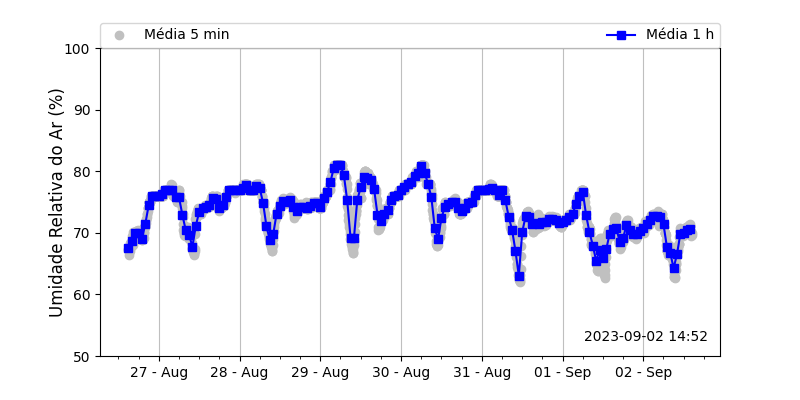 Média 5 min
Média 1 h
Umidade Relativa do Ar (%)
100
90
80
70
60
50
2023-09-02 14:52
27 - Aug
28 - Aug
29 - Aug
30 - Aug
31 - Aug
01 - Sep
02 - Sep